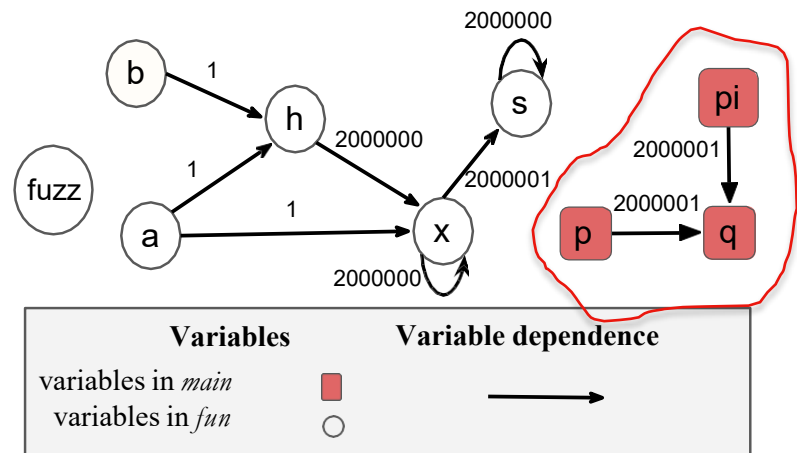 2000000
b
1
s
pi
h
2000000
2000001
fuzz
1
2000001
2000001
a
1
x
p
q
2000000
Variables
Variable dependence
variables in main
variables in fun